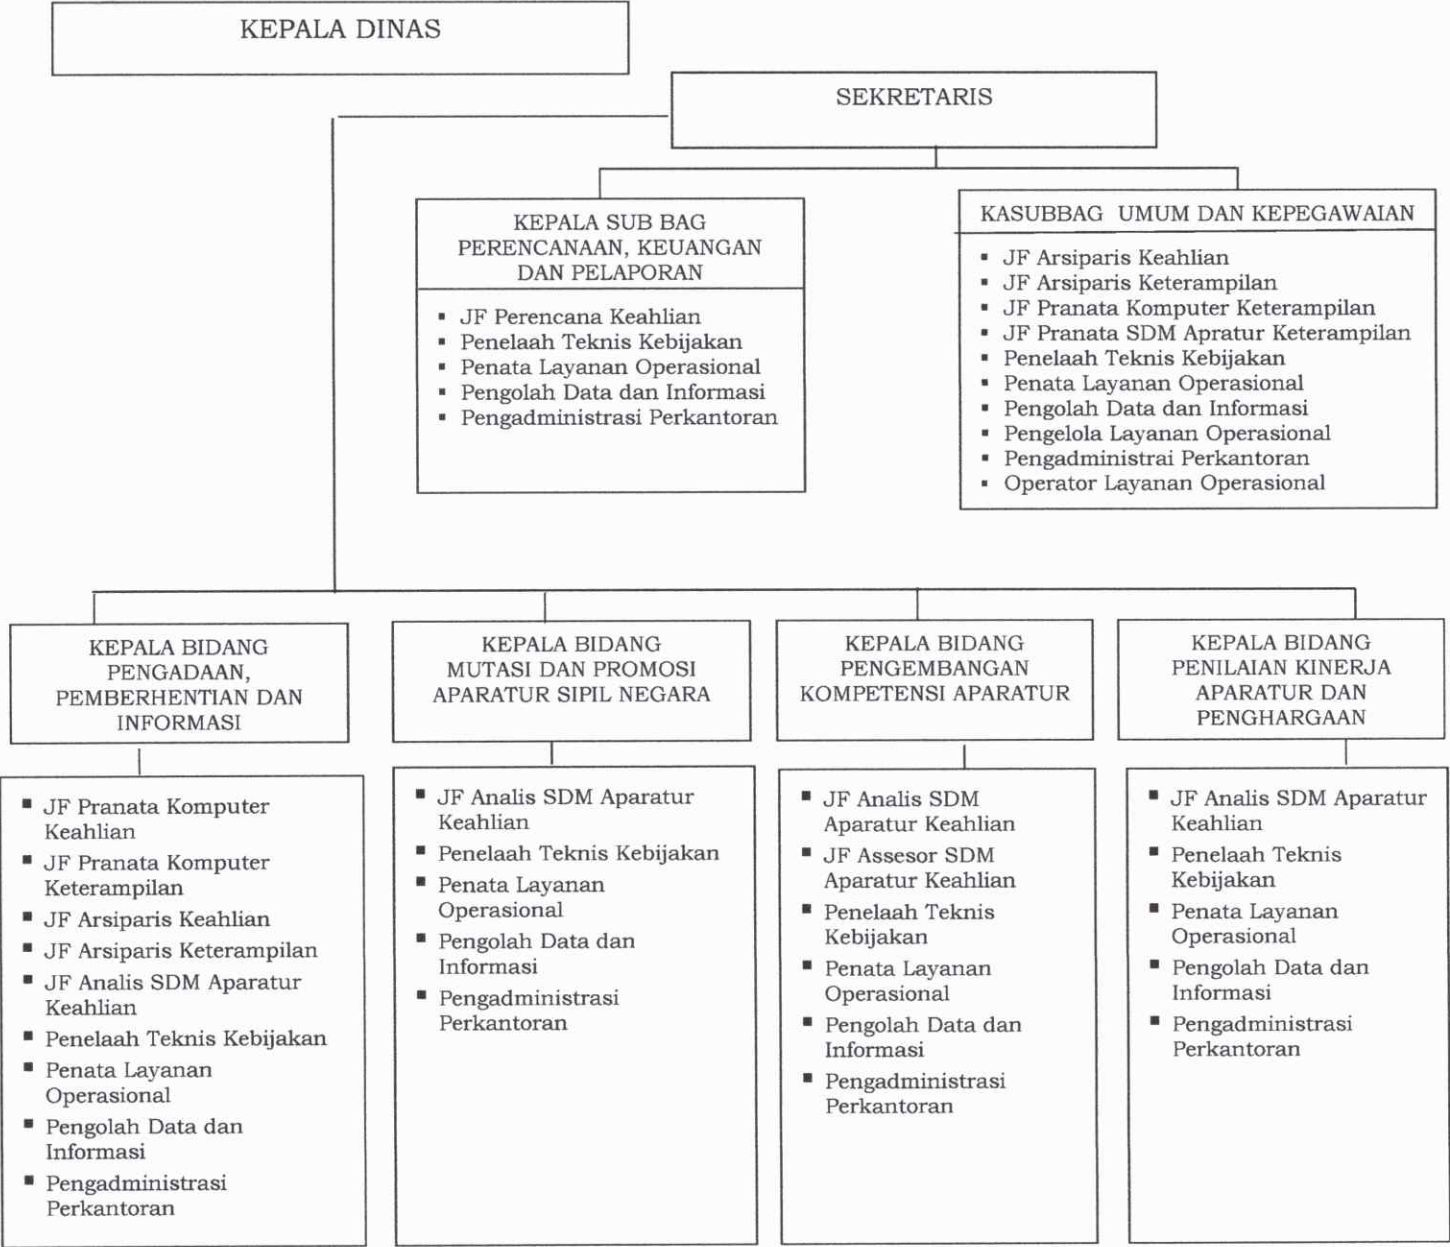 KEPALA DINAS
SEKRETARIS
KEPALA SUB BAG
PERENCANAAN, KEUANGAN
DAN PELAPORAN
▪ JF Perencana Keahlian
▪ Penelaah Teknis Kebijakan
▪ Penata Layanan Operasional
▪ Pengolah Data dan Informasi
▪ Pengadministrasi Perkantoran
KASUBBAG UMUM DAN KEPEGAWAIAN
▪ JF Arsiparis Keahlian
▪ JF Arsiparis Keterampilan
▪ JF Pranata Komputer Keterampilan
▪ JF Pranata SDM Apratur Keterampilan
▪ Penelaah Teknis Kebijakan
▪ Penata Layanan Operasional
▪ Pengolah Data dan Informasi
▪ Pengelola Layanan Operasional
▪ Pengadministrai Perkantoran
▪ Operator Layanan Operasional
KEPALA BIDANG
PENGADAAN,
PEMBERHENTIAN DAN
INFORMASI
▪ JF Pranata Komputer
Keahlian
▪ JF Pranata Komputer
Keterampilan
▪ JF Arsiparis Keahlian
▪ JF Arsiparis Keterampilan
▪ JF Analis SDM Aparatur
Keahlian
▪ Penelaah Teknis Kebijakan
▪ Penata Layanan
Operasional
▪ Pengolah Data dan
Informasi
▪ Pengadministrasi
Perkantoran
KEPALA BIDANG
MUTASI DAN PROMOSI
APARATUR SIPIL NEGARA
▪ JF Analis SDM Aparatur
Keahlian
▪ Penelaah Teknis Kebijakan
▪ Penata Layanan
Operasional
▪ Pengolah Data dan
Informasi
▪ Pengadministrasi
Perkantoran
KEPALA BIDANG
PENGEMBANGAN
KOMPETENSI APARATUR
▪ JF Analis SDM
Aparatur Keahlian
▪ JF Assesor SDM
Aparatur Keahlian
▪ Penelaah Teknis
Kebijakan
▪ Penata Layanan
Operasional
▪ Pengolah Data dan
Informasi
▪ Pengadministrasi
Perkantoran
KEPALA BIDANG
PENILAIAN KINERJA
APARATUR DAN
PENGHARGAAN
▪ JF Analis SDM Aparatur
Keahlian
▪ Penelaah Teknis
Kebijakan
▪ Penata Layanan
Operasional
▪ Pengolah Data dan
Informasi
▪ Pengadministrasi
Perkantoran